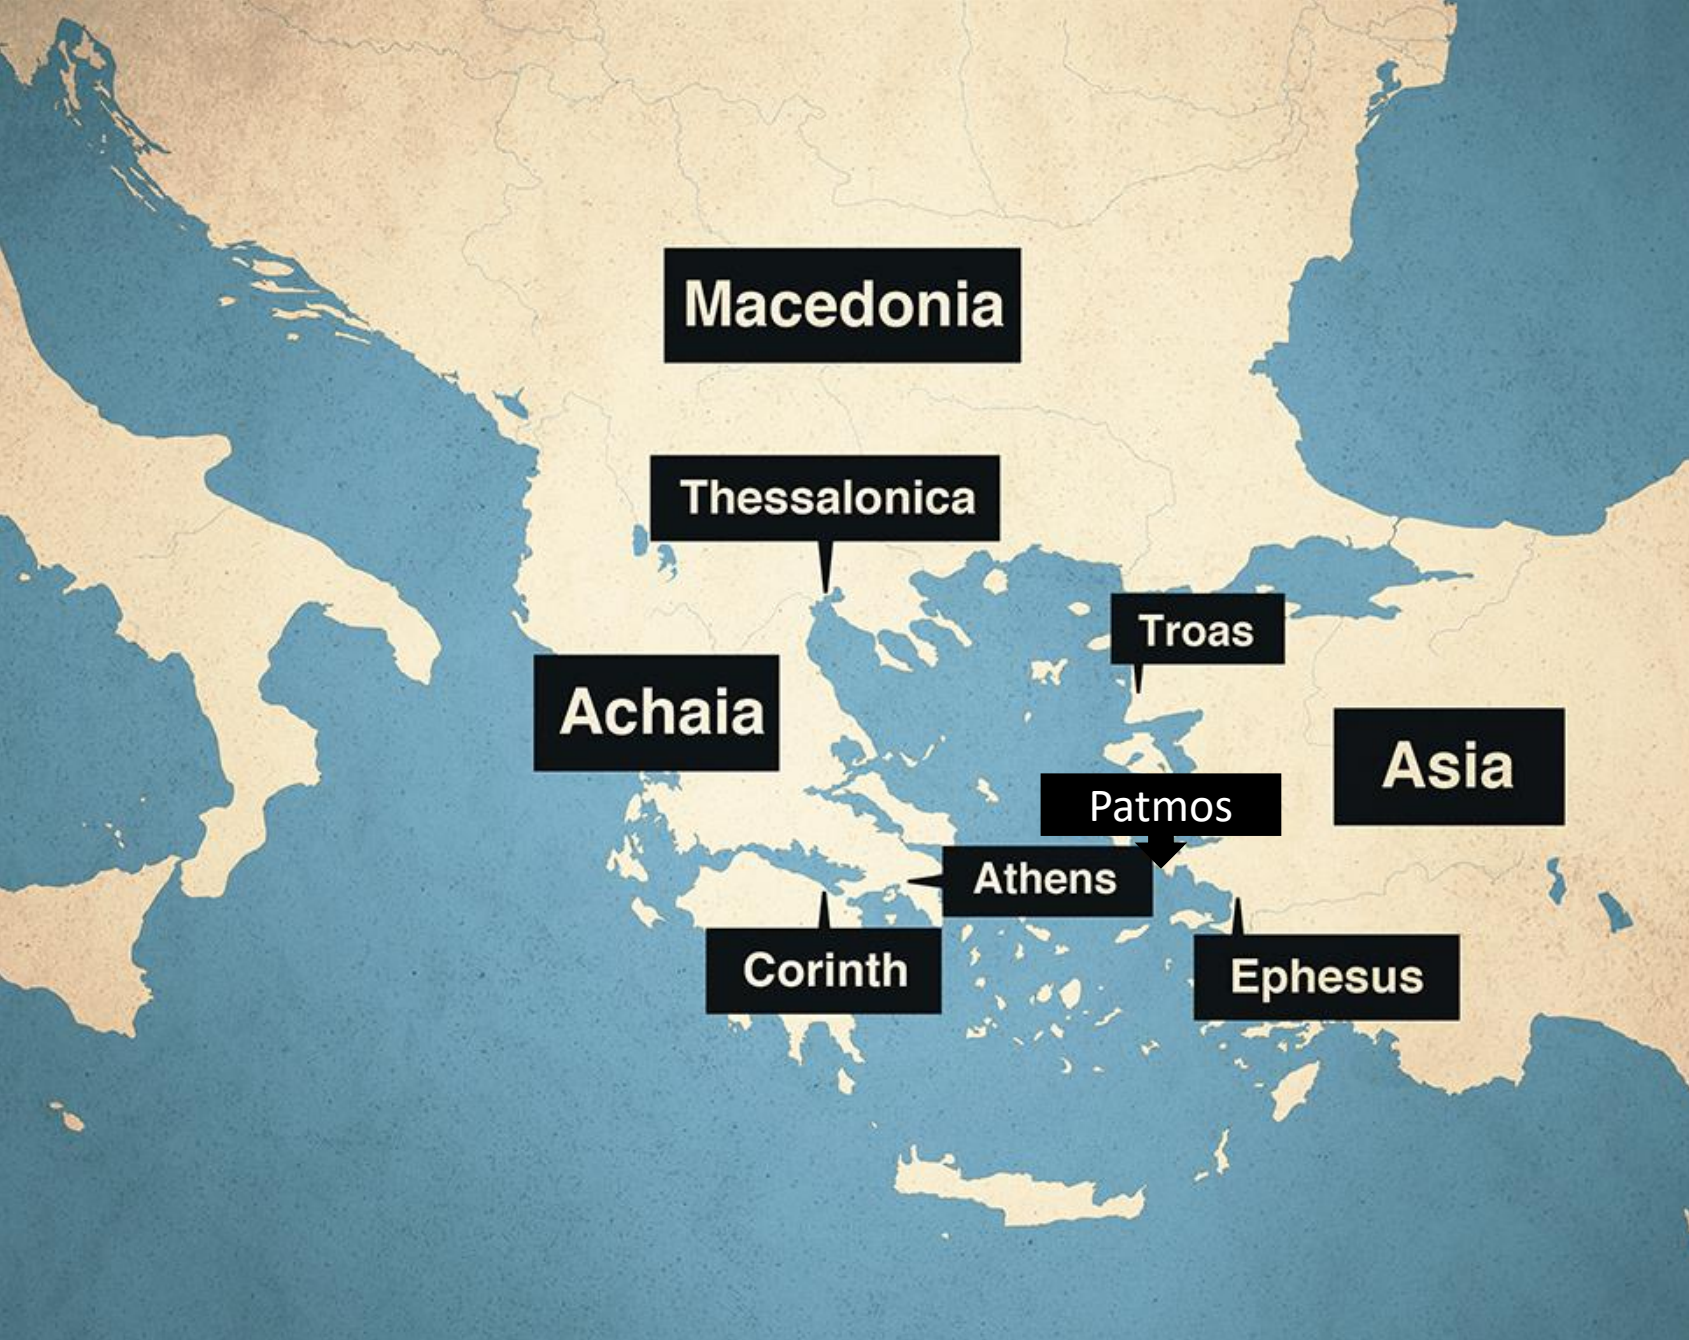 Macedonia
Thessalonica
Troas
Achaia
Asia
Patmos
Athens
Corinth
Ephesus